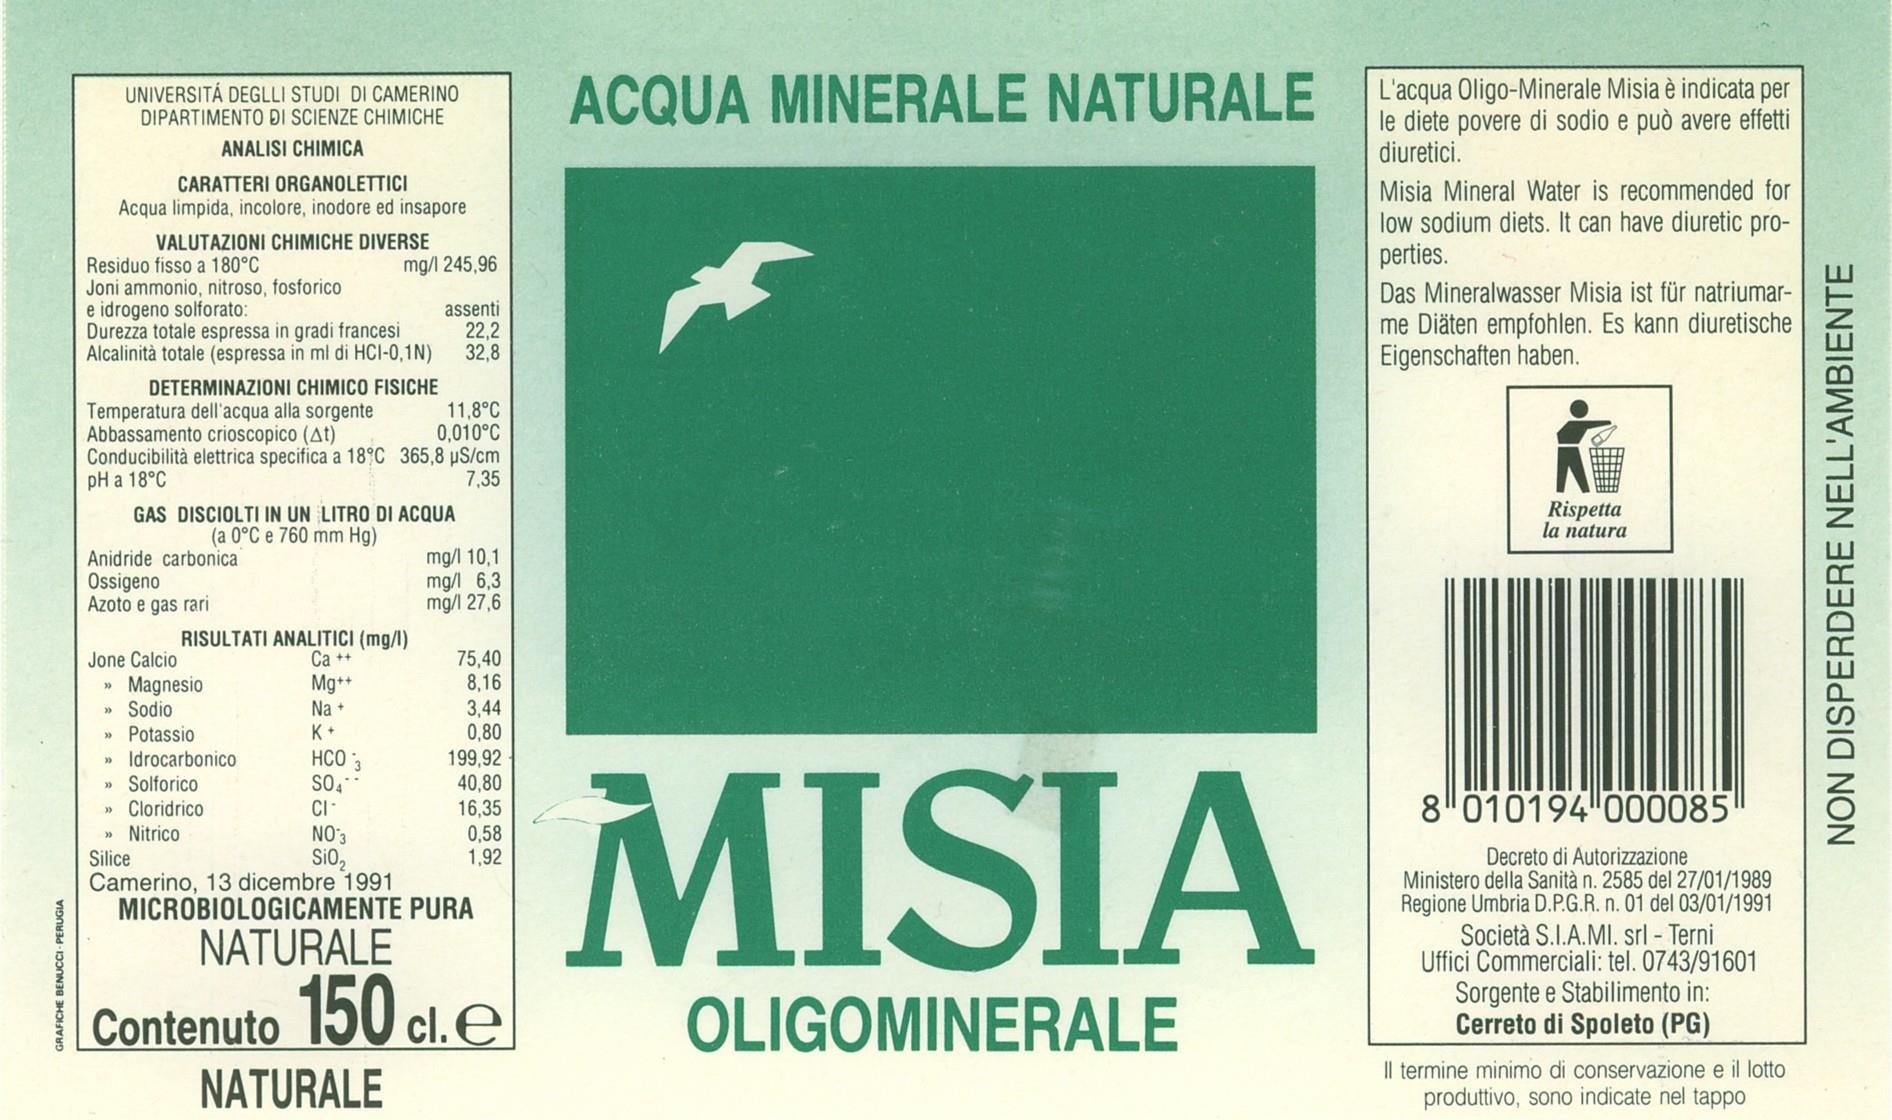 UNIVERSITÁ DEGLLI STUDI DI CAMERINO
DIPARTIMENTO DI SCIENZE CHIMICHE
ANALISI CHIMICA
CARATTERI ORGANOLETTICI
Acqua limpida, incolore, inodore ed insapore
VALUTAZIONI CHIMICHE DIVERSE
Residuo fisso a 180°C mg/l 245,96
Joni ammonio, nitroso, fosforico
e idrogeno solforato: assenti
Durezza totale espressa in gradi francesi 22,2
Alcalinità totale (espressa in ml di HCl-0,1N) 32,8
DETERMINAZIONI CHIMICO FISICHE
Temperatura dell'acqua alla sorgente 11,8°C
Abbassamento crioscopico (Δt) 0,010°C
Conducibilità elettrica specifica a 18°C 365,8 µS/cm
pH a 18°C 7,35
GAS DISCIOLTI IN UN LITRO DI ACQUA
(a 0°C e 760 mm Hg)
Anidride carbonica mg/l 10,1
Ossigeno mg/l 6,3
Azoto e gas rari mg/l 27,6
RISULTATI ANALITICI (mg/l)
Jone Calcio Ca ++ 75,40
» Magnesio Mg++ 8,16
» Sodio Na + 3,44
» Potassio K + 0,80
» Idrocarbonico HCO -3 199,92
» Solforico SO4 -- 40,80
» Cloridrico Cl - 16,35
» Nitrico NO-3 0,58
Silice SiO2 1,92
Camerino, 13 dicembre 1991
MICROBIOLOGICAMENTE PURA
NATURALE
Contenuto 150 cl. e
NATURALE
GRAFICHE BENUCCI - PERUGIA
ACQUA MINERALE NATURALE
MISIA
OLIGOMINERALE
L'acqua Oligo-Minerale Misia è indicata per
le diete povere di sodio e può avere effetti
diuretici.
Misia Mineral Water is recommended for
low sodium diets. It can have diuretic pro-
perties.
Das Mineralwasser Misia ist für natriumar-
me Diäten empfohlen. Es kann diuretische
Eigenschaften haben.
Rispetta
la natura
8 010194 000085
Decreto di Autorizzazione
Ministero della Sanità n. 2585 del 27/01/1989
Regione Umbria D.P.G.R. n. 01 del 03/01/1991
Società S.I.A.MI. srl - Terni
Uffici Commerciali: tel. 0743/91601
Sorgente e Stabilimento in:
Cerreto di Spoleto (PG)
Il termine minimo di conservazione e il lotto
produttivo, sono indicate nel tappo
NON DISPERDERE NELL'AMBIENTE